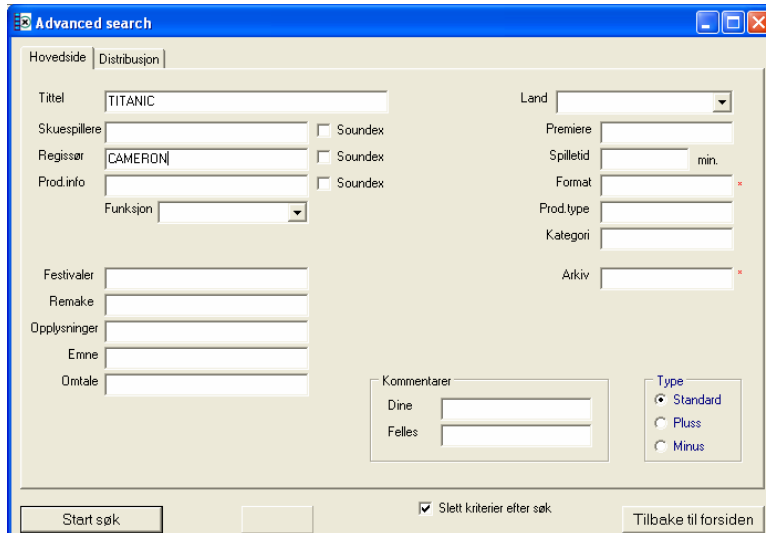 Advanced search
Hovedside Distribusjon
Tittel TITANIC Land
Skuespillere Soundex Premiere
Regissør CAMERON Soundex Spilletid min.
Prod.info Soundex Format *
Funksjon Prod.type
Kategori
Festivaler Arkiv *
Remake
Opplysninger
Emne
Omtale Kommentarer Type
Dine Standard
Felles Pluss
Minus
Start søk Slett kriterier efter søk Tilbake til forsiden